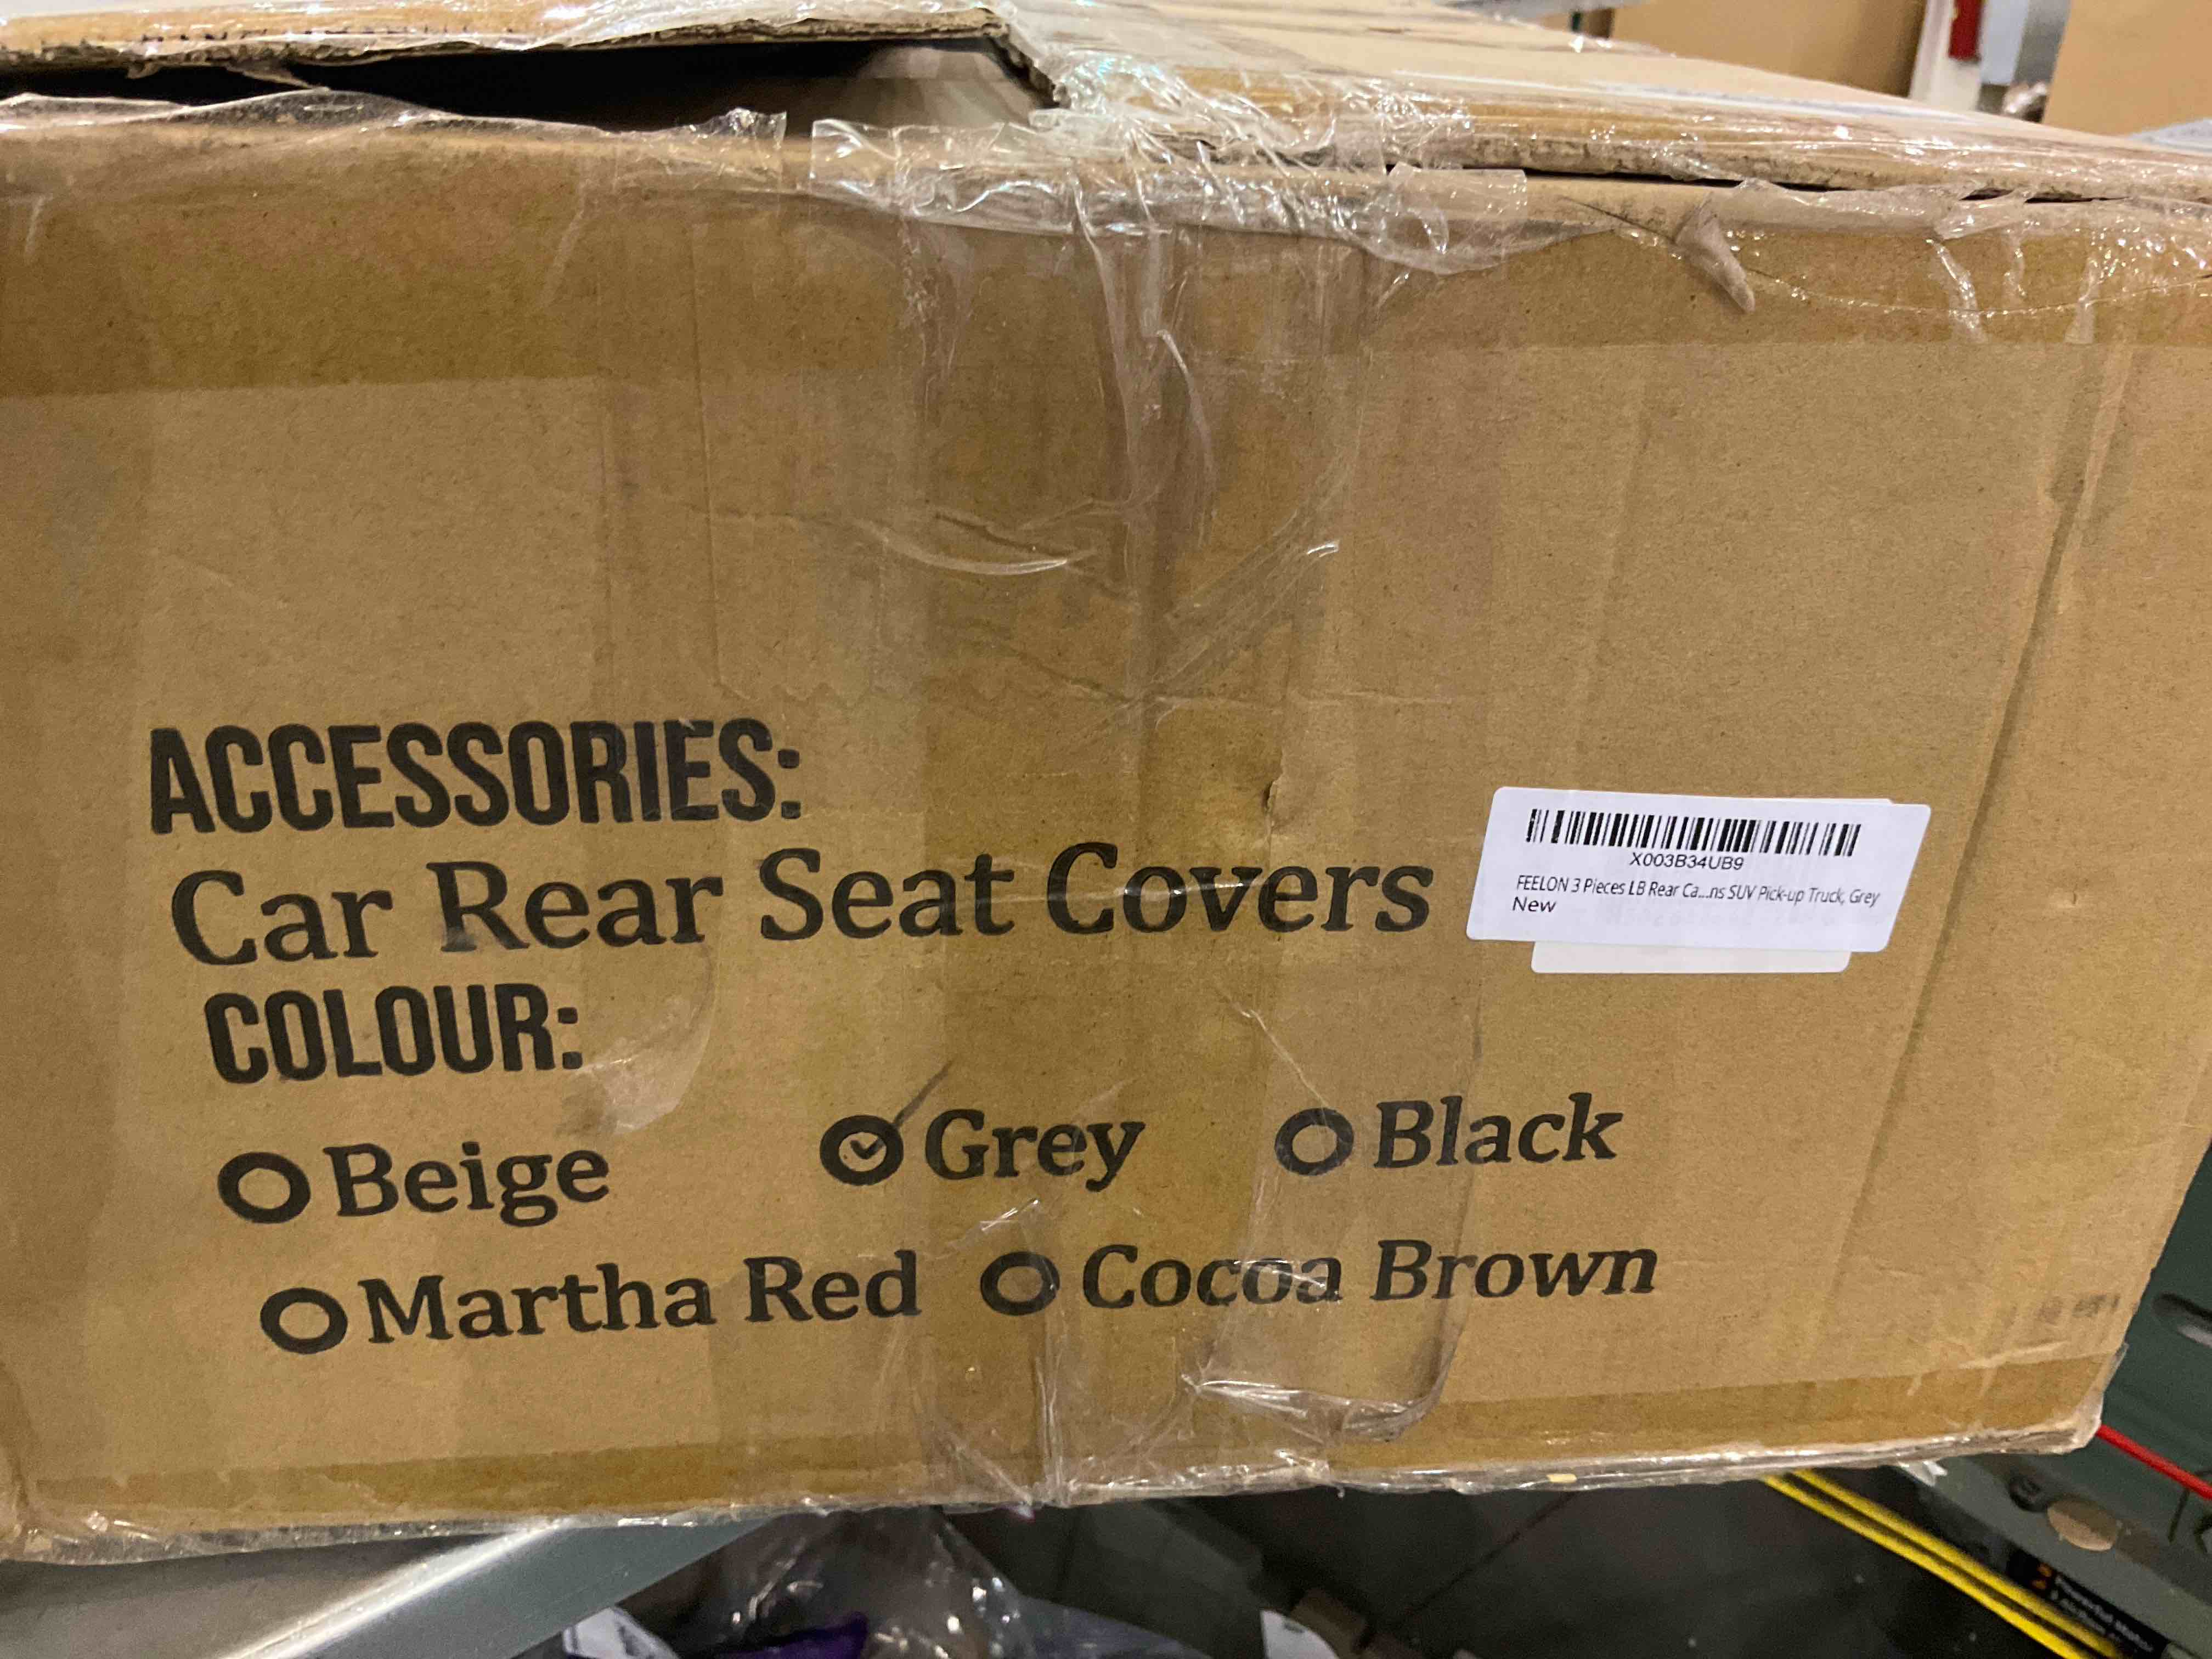 ACCESSORIES:
Car Rear Seat Covers
X003B34UB9
FEELON 3 Pieces LB Rear Ca...ns SUV Pick-up Truck, Grey
New
COLOUR:
Beige Grey Black
Martha Red Cocoa Brown